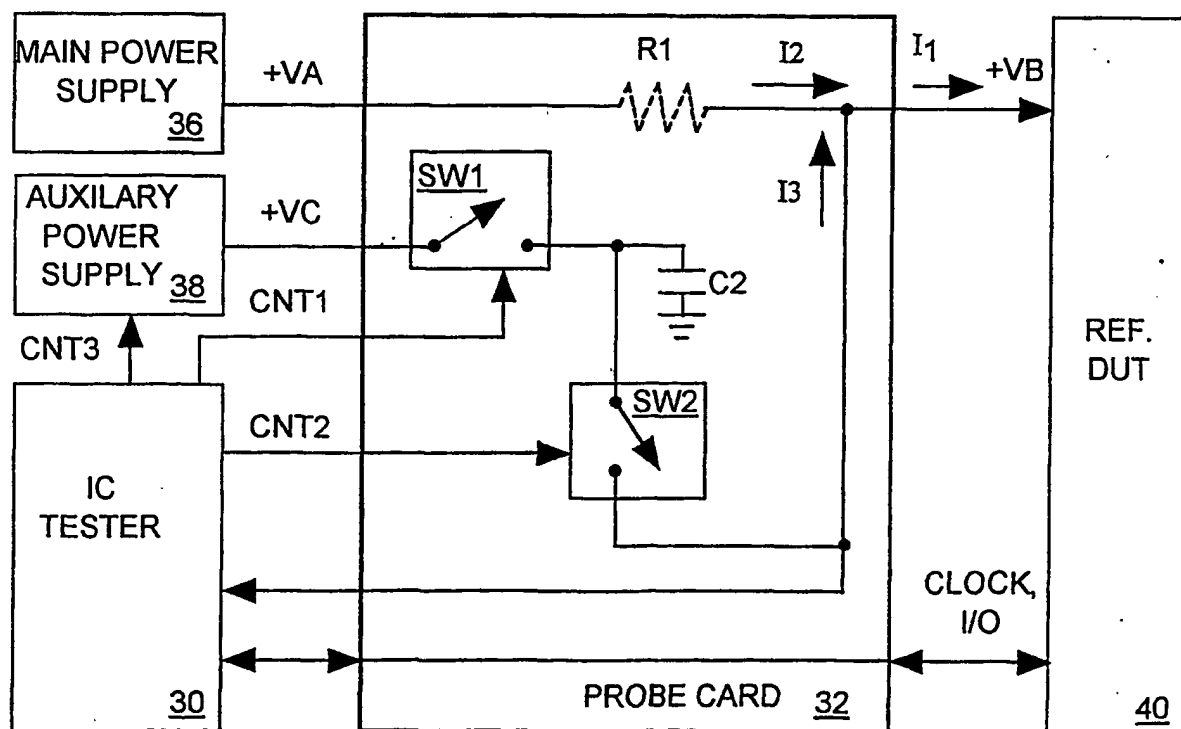 MAIN POWER
SUPPLY
36
+VA
R1
I2
I1
+VB
AUXILARY
POWER
SUPPLY
38
+VC
SW1
I3
C2
CNT1
CNT3
REF.
DUT
SW2
CNT2
IC
TESTER
CLOCK,
I/O
30
PROBE CARD
32
40